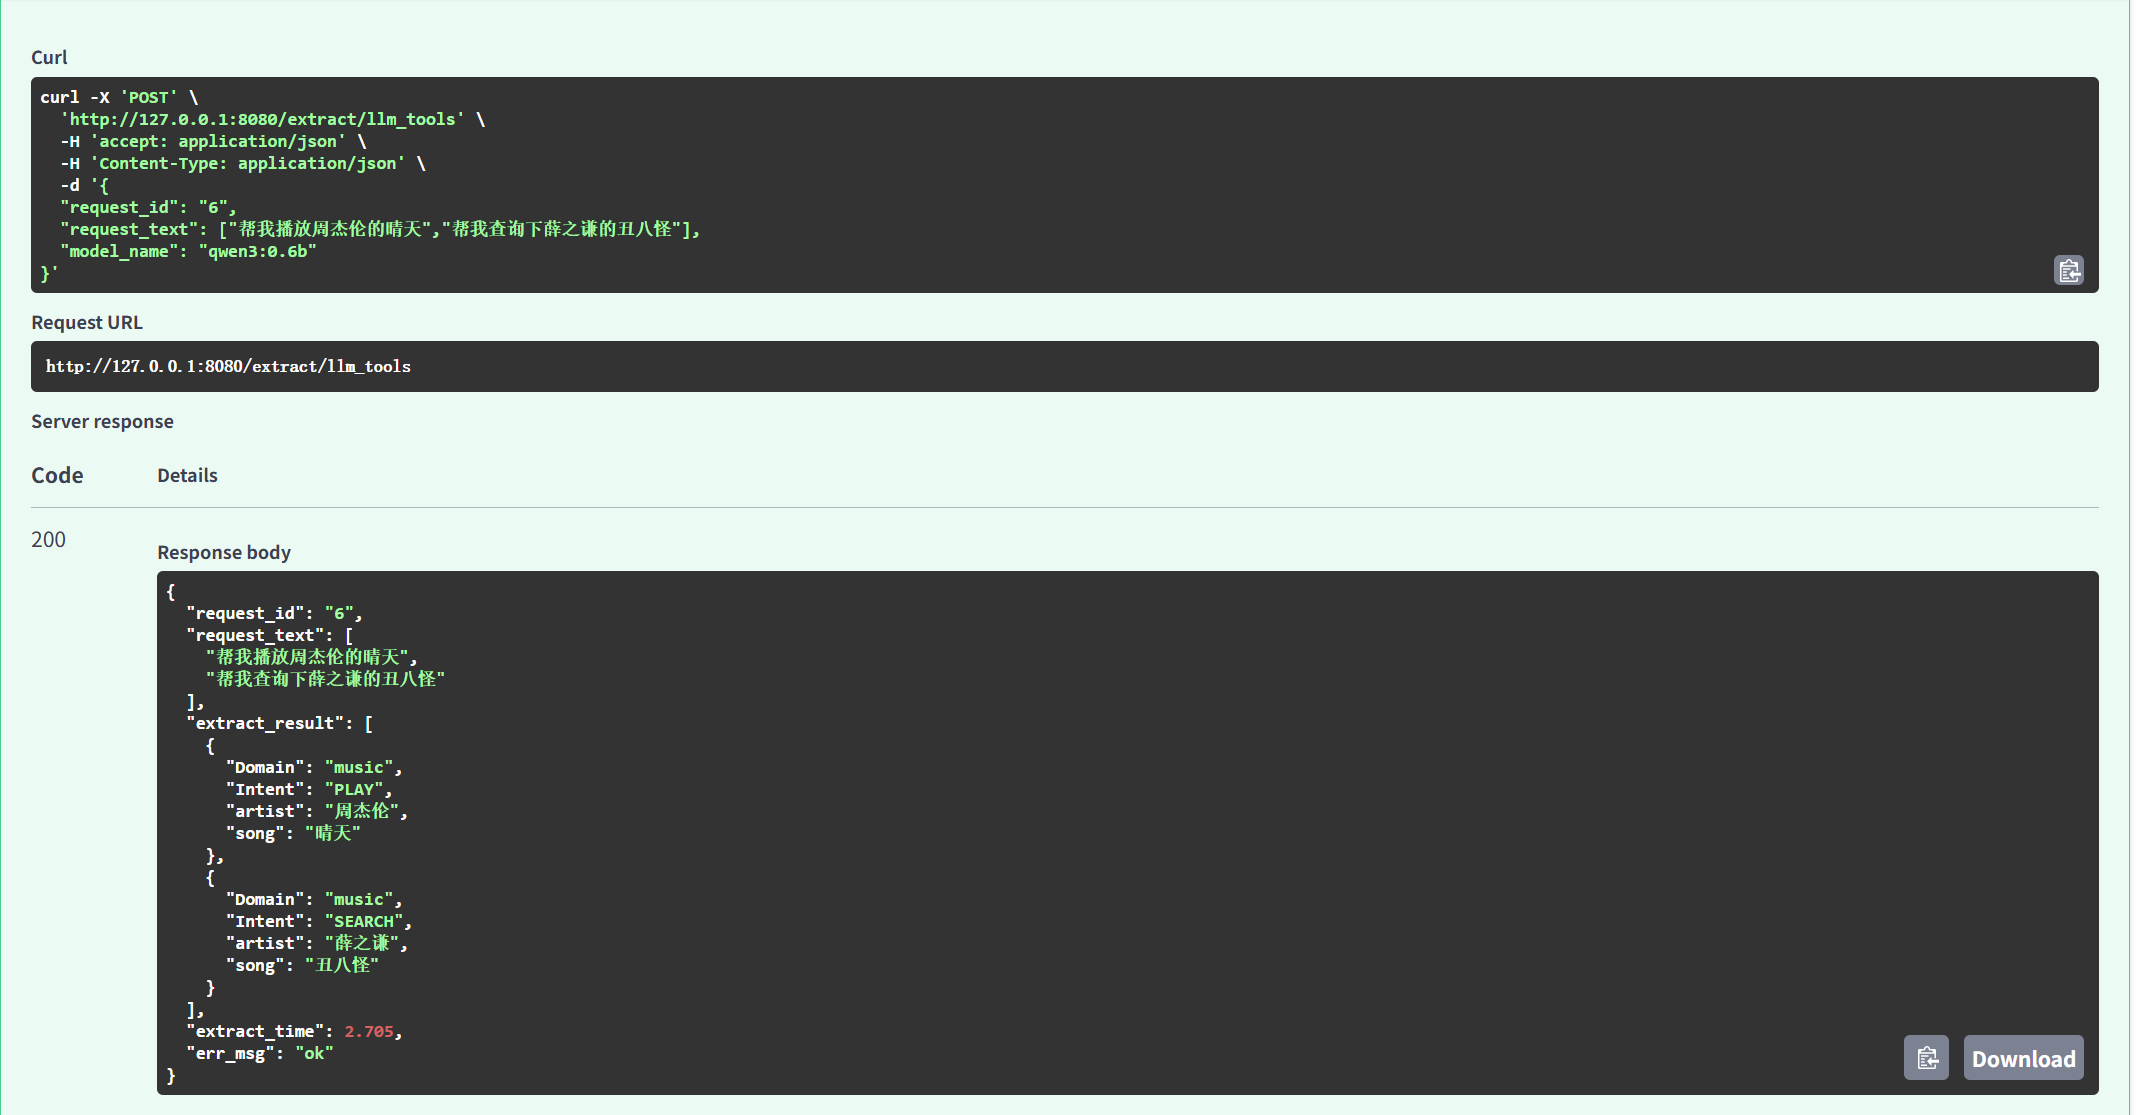 Curl
curl -X 'POST' \
  'http://127.0.0.1:8080/extract/llm_tools' \
  -H 'accept: application/json' \
  -H 'Content-Type: application/json' \
  -d '{
  "request_id": "6",
  "request_text": ["帮我播放周杰伦的晴天","帮我查询下薛之谦的丑八怪"],
  "model_name": "qwen3:0.6b"
}'
Request URL
http://127.0.0.1:8080/extract/llm_tools
Server response
Code Details
200
Response body
{
  "request_id": "6",
  "request_text": [
    "帮我播放周杰伦的晴天",
    "帮我查询下薛之谦的丑八怪"
  ],
  "extract_result": [
    {
      "Domain": "music",
      "Intent": "PLAY",
      "artist": "周杰伦",
      "song": "晴天"
    },
    {
      "Domain": "music",
      "Intent": "SEARCH",
      "artist": "薛之谦",
      "song": "丑八怪"
    }
  ],
  "extract_time": 2.705,
  "err_msg": "ok"
}
Download